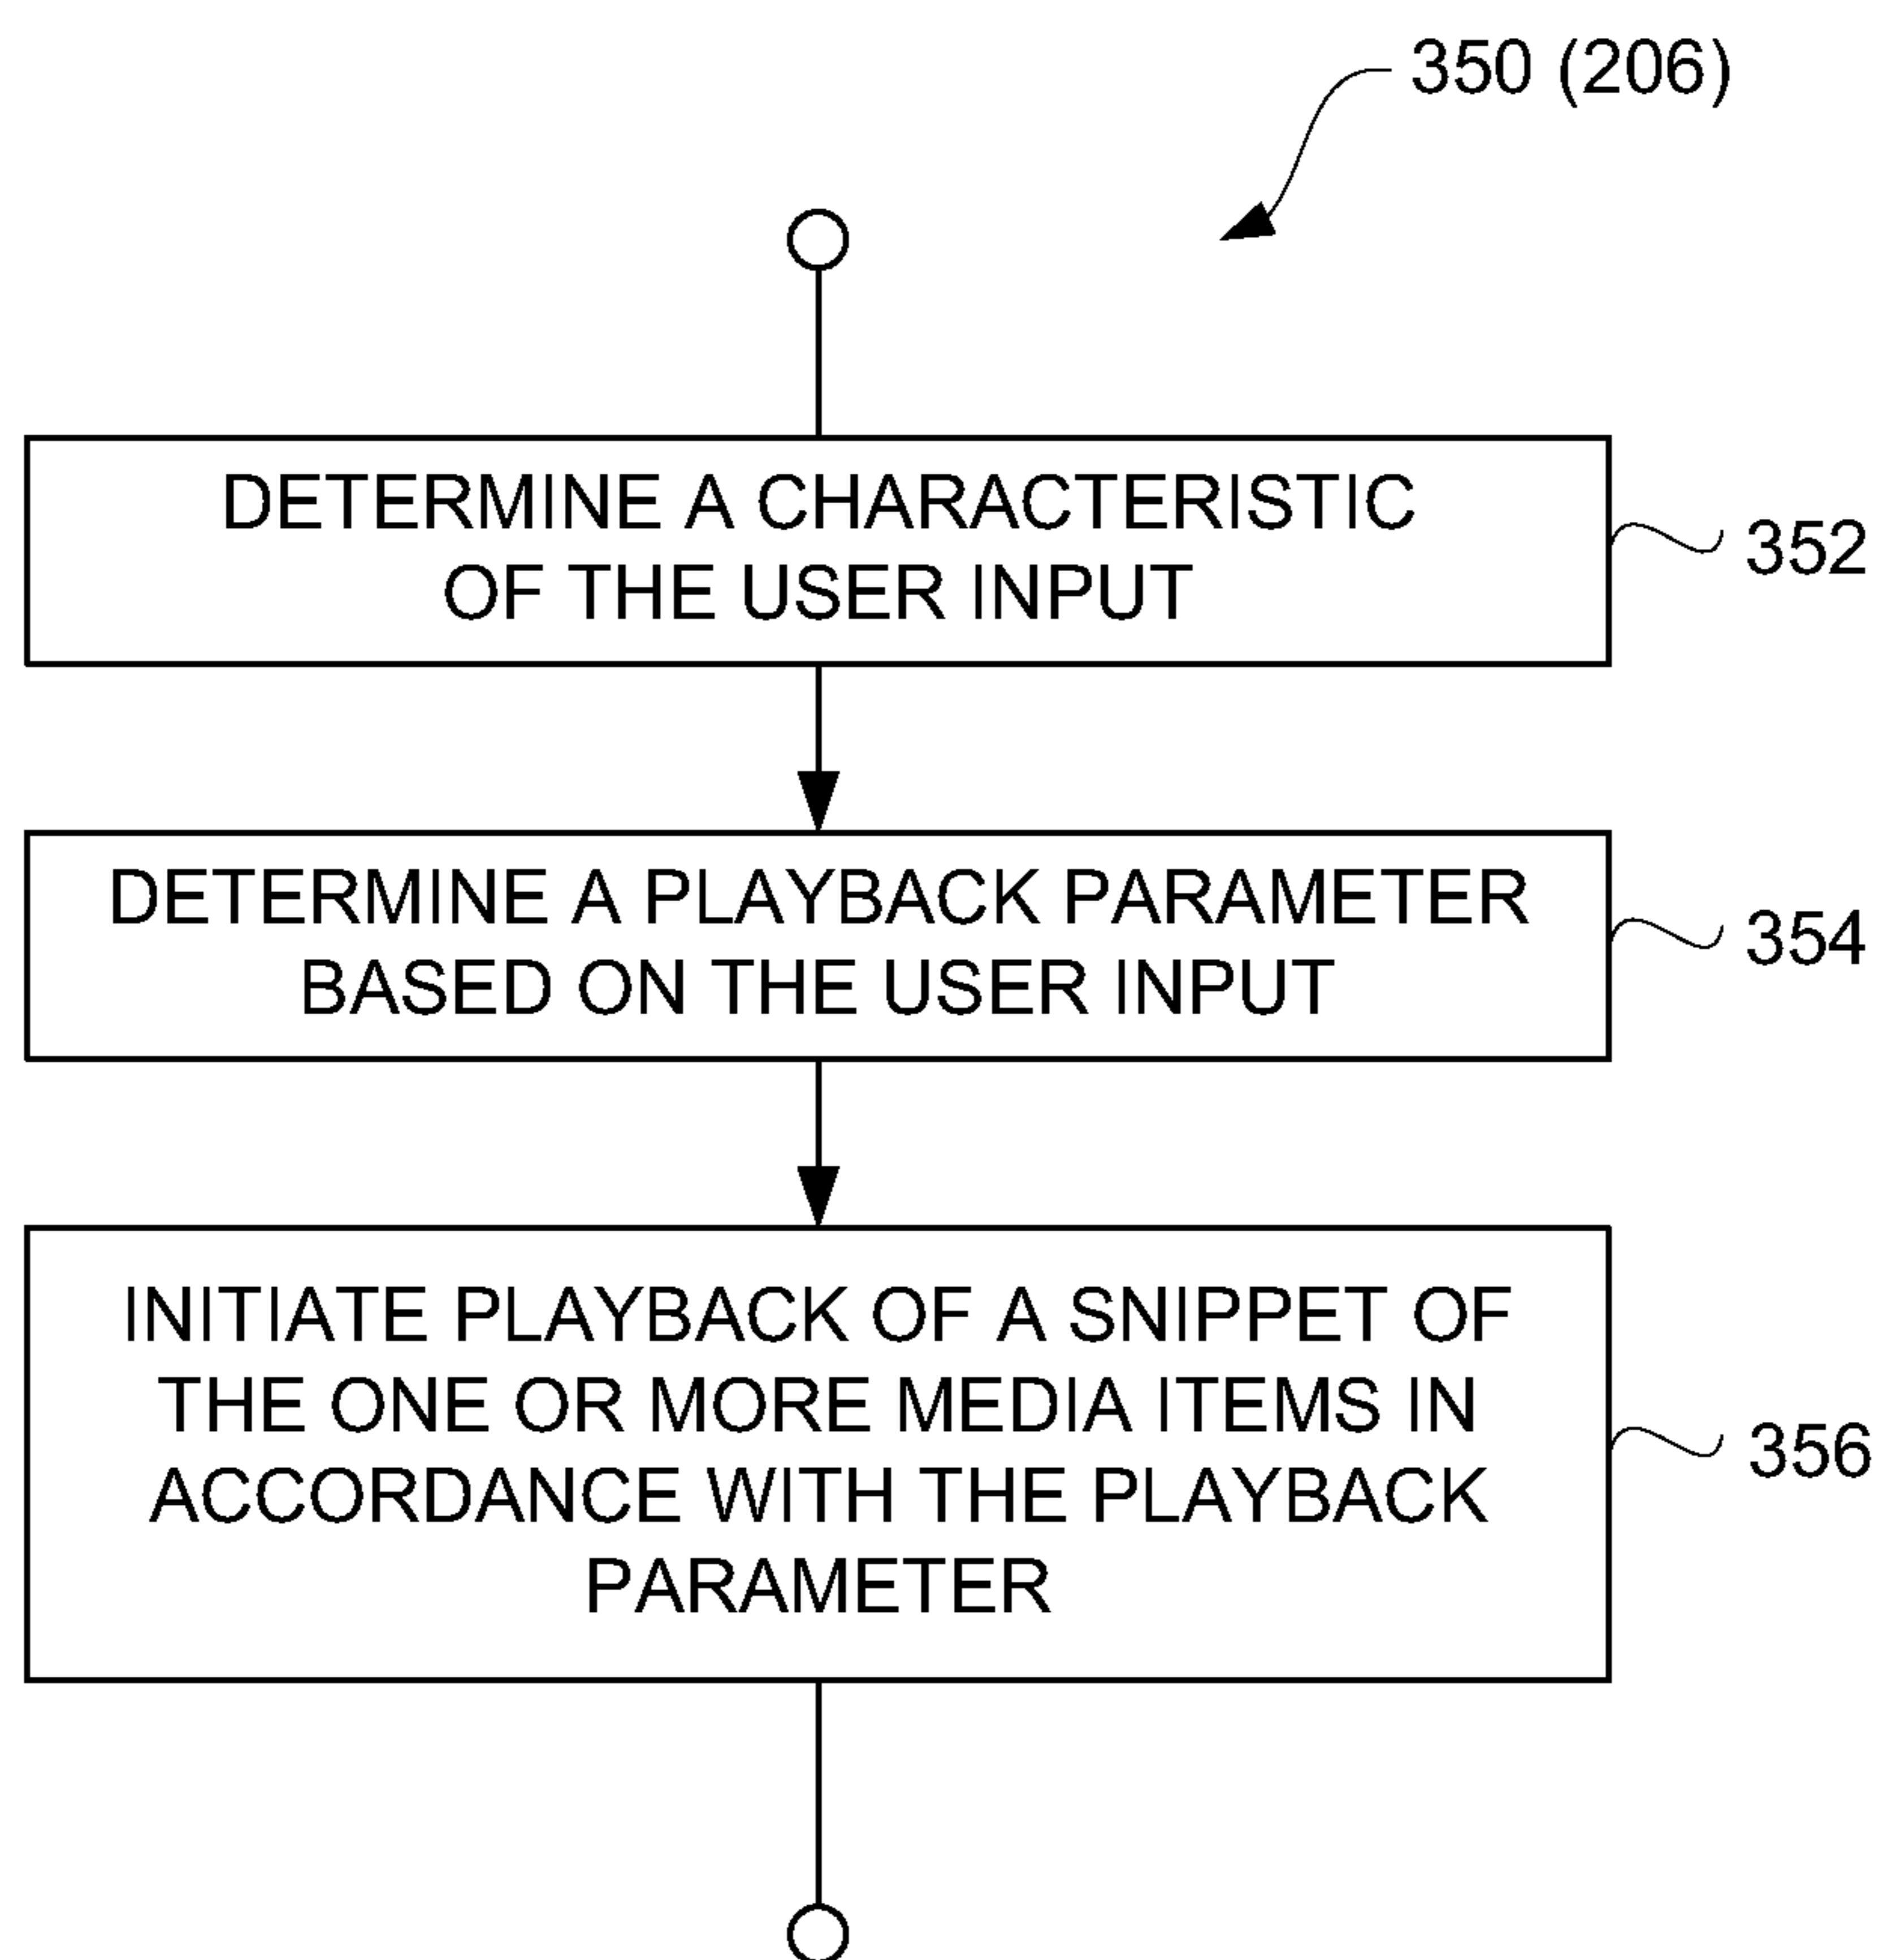 350 (206)
DETERMINE A CHARACTERISTIC
OF THE USER INPUT
352
DETERMINE A PLAYBACK PARAMETER
BASED ON THE USER INPUT
354
INITIATE PLAYBACK OF A SNIPPET OF
THE ONE OR MORE MEDIA ITEMS IN
ACCORDANCE WITH THE PLAYBACK
PARAMETER
356